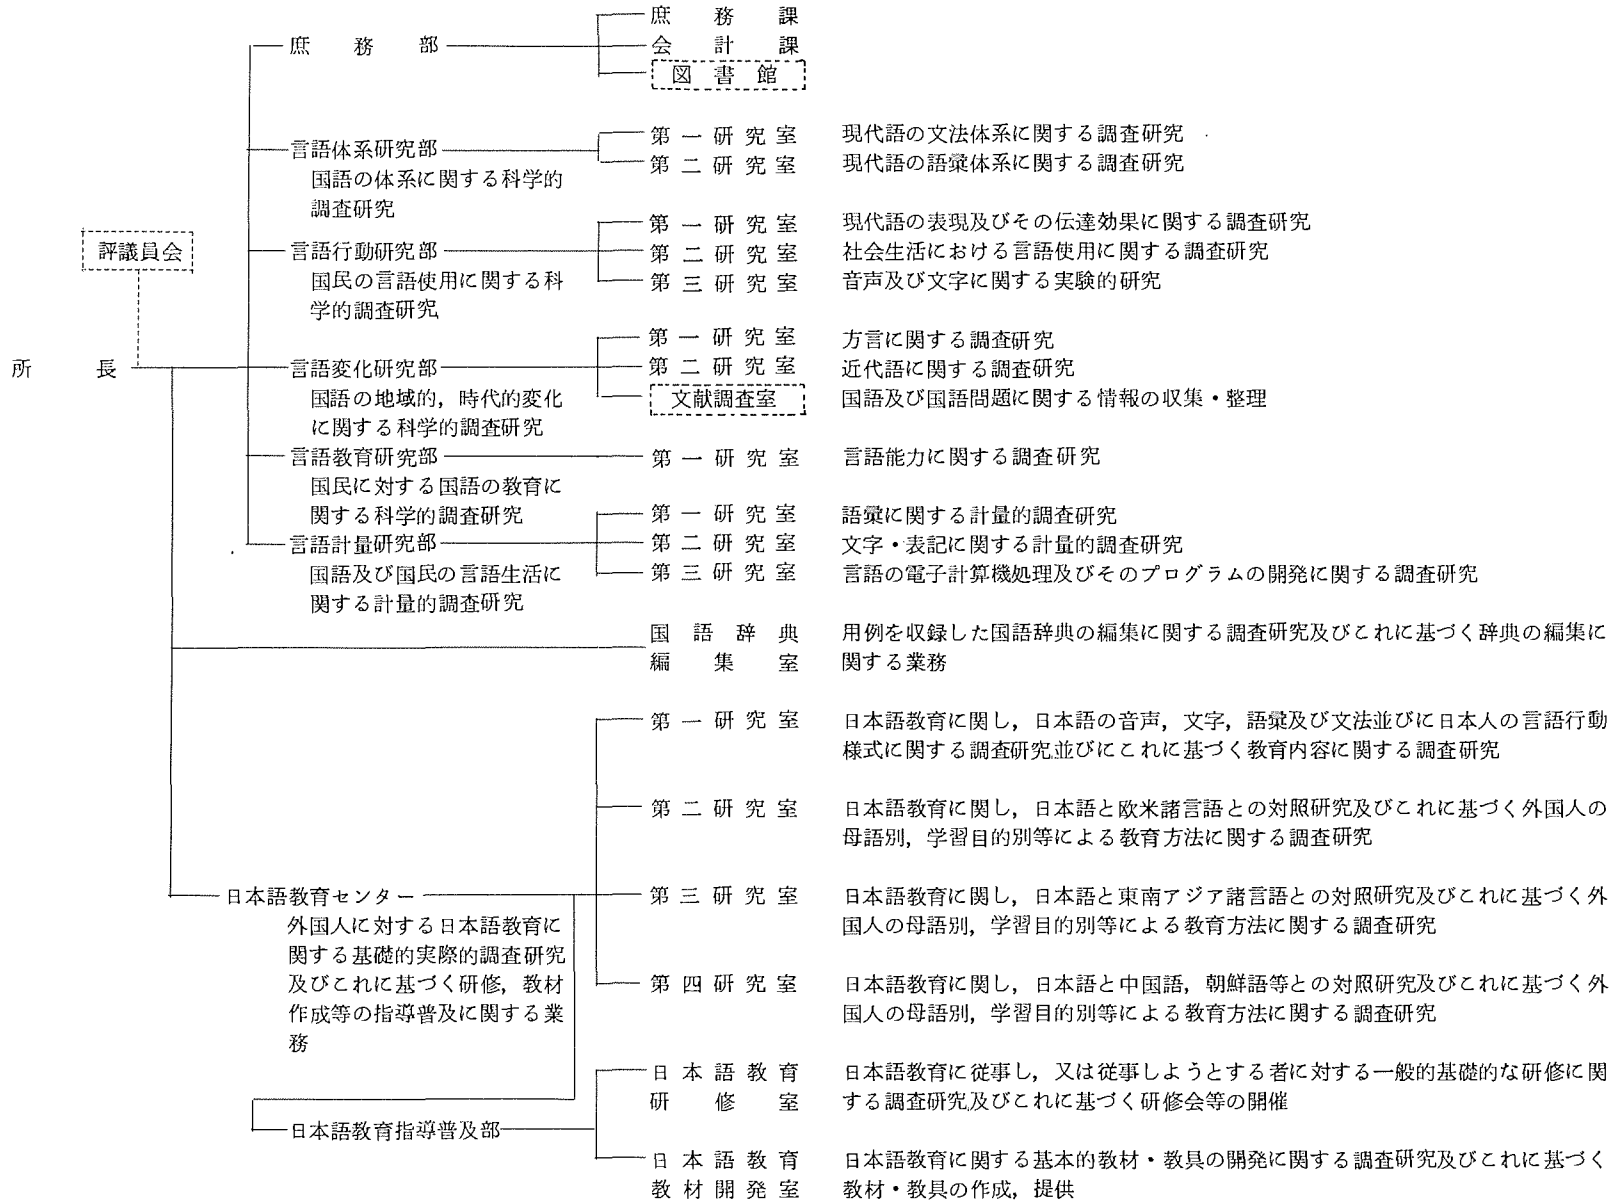 庶務課
庶務部 会計課
図書館
第一研究室 現代語の文法体系に関する調査研究
言語体系研究部
第二研究室 現代語の語彙体系に関する調査研究
国語の体系に関する科学的
調査研究
第一研究室 現代語の表現及びその伝達効果に関する調査研究
評議員会
言語行動研究部 第二研究室 社会生活における言語使用に関する調査研究
国民の言語使用に関する科 第三研究室 音声及び文字に関する実験的研究
学的調査研究
第一研究室 方言に関する調査研究
所長 言語変化研究部 第二研究室 近代語に関する調査研究
国語の地域的,時代的変化 文献調査室 国語及び国語問題に関する情報の収集・整理
に関する科学的調査研究
言語教育研究部 第一研究室 言語能力に関する調査研究
国民に対する国語の教育に
関する科学的調査研究 第一研究室 語彙に関する計量的調査研究
言語計量研究部 第二研究室 文字・表記に関する計量的調査研究
国語及び国民の言語生活に 第三研究室 言語の電子計算機処理及びそのプログラムの開発に関する調査研究
関する計量的調査研究
国語辞典 用例を収録した国語辞典の編集に関する調査研究及びこれに基づく辞典の編集に
編集室 関する業務
第一研究室 日本語教育に関し,日本語の音声,文字,語彙及び文法並びに日本人の言語行動
様式に関する調査研究並びにこれに基づく教育内容に関する調査研究
第二研究室 日本語教育に関し,日本語と欧米諸言語との対照研究及びこれに基づく外国人の
母語別,学習目的別等による教育方法に関する調査研究
日本語教育センター 第三研究室 日本語教育に関し,日本語と東南アジア諸言語との対照研究及びこれに基づく外
外国人に対する日本語教育に 国人の母語別,学習目的別等による教育方法に関する調査研究
関する基礎的実際的調査研究
及びこれに基づく研修,教材 第四研究室 日本語教育に関し,日本語と中国語,朝鮮語等との対照研究及びこれに基づく外
作成等の指導普及に関する業 国人の母語別,学習目的別等による教育方法に関する調査研究
務
日本語教育 日本語教育に従事し,又は従事しようとする者に対する一般的基礎的な研修に関
研修室 する調査研究及びこれに基づく研修会等の開催
日本語教育指導普及部
日本語教育 日本語教育に関する基本的教材・教具の開発に関する調査研究及びこれに基づく
教材開発室 教材・教具の作成,提供